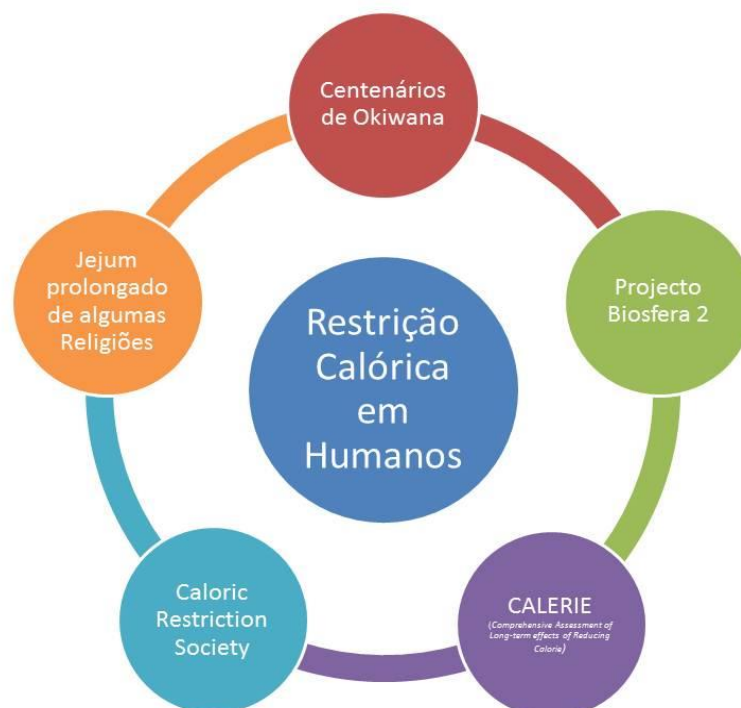 Centenários
de Okiwana
Jejum
prolongado
de algumas
Religiões
Projecto
Biosfera 2
Restrição
Calórica
em
Humanos
Caloric
Restriction
Society
CALERIE
(Comprehensive Assessment of
Long-term effects of Reducing
Calorie)